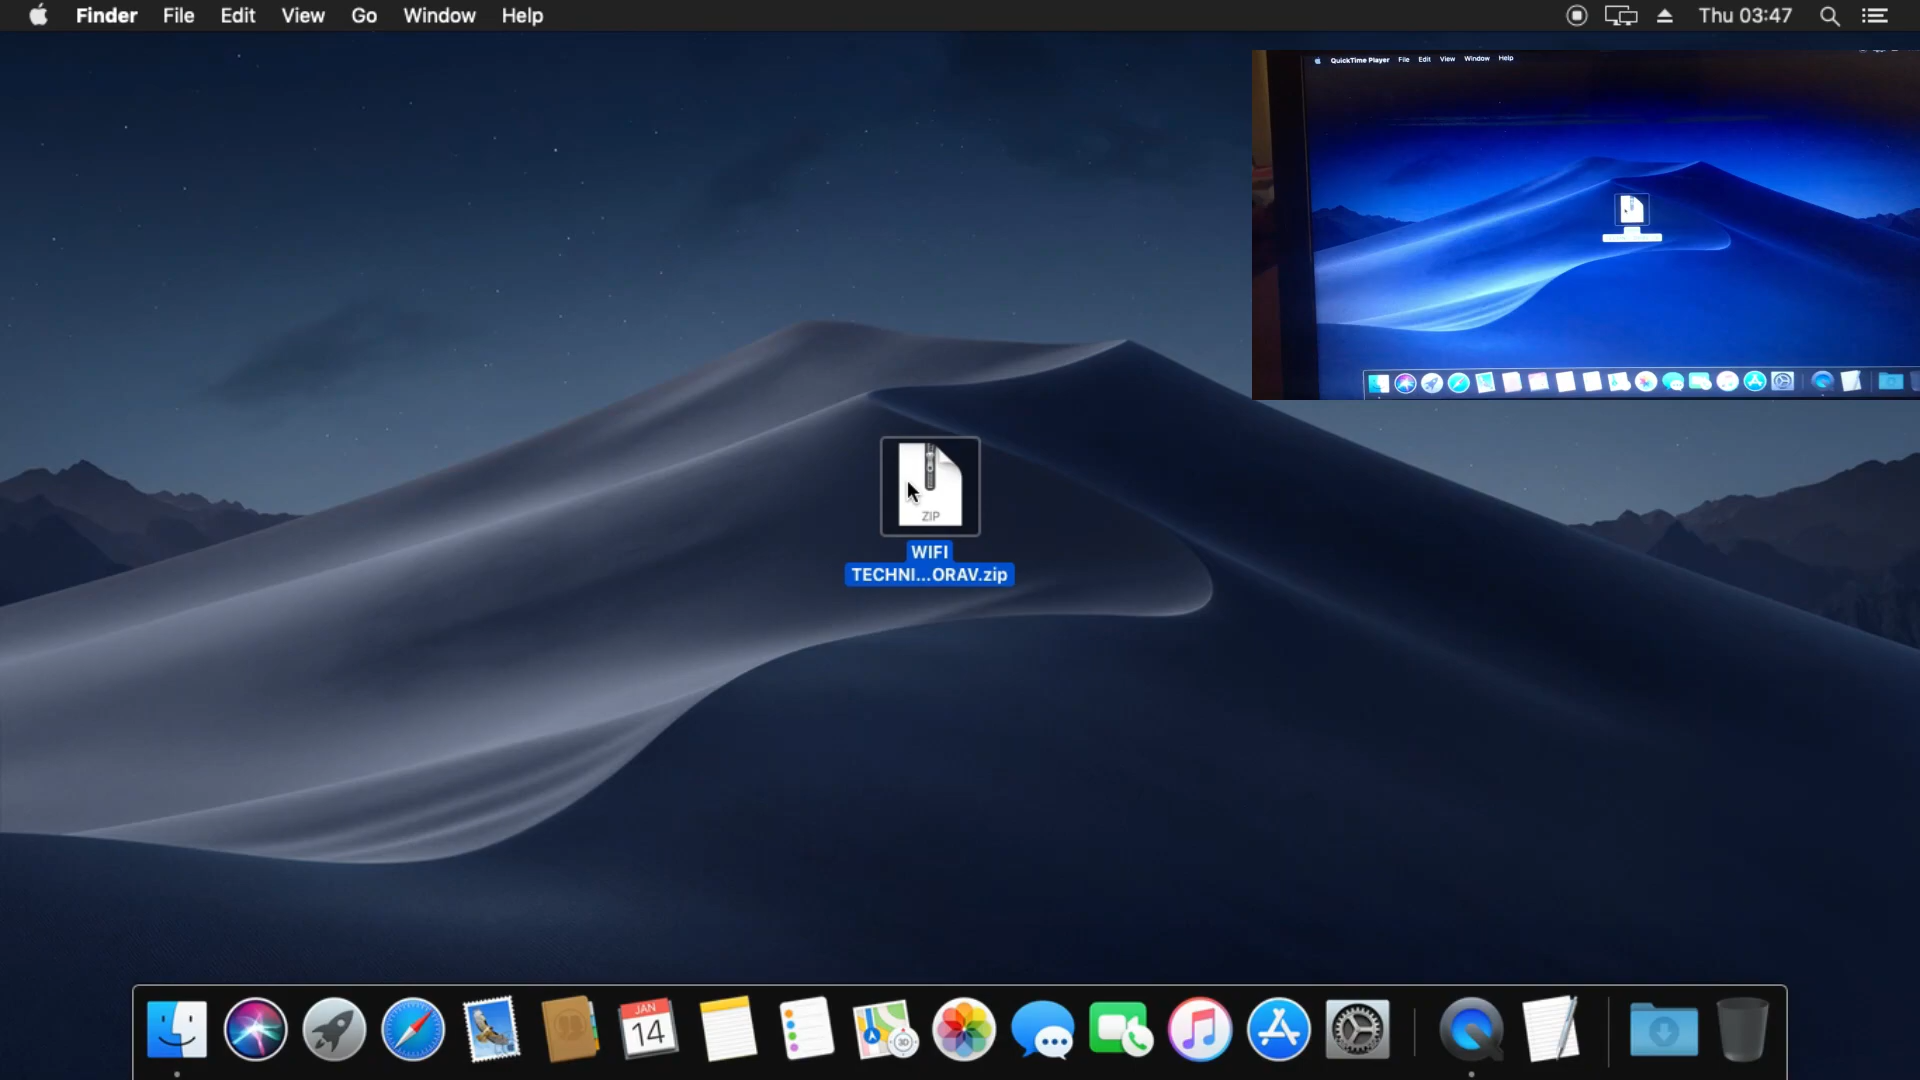 Finder File Edit View Go Window Help
Thu 03:47
QuickTime Player File Edit View Window Help
ZIP
WIFI
TECHNI...ORAV.zip
JAN
14
3D